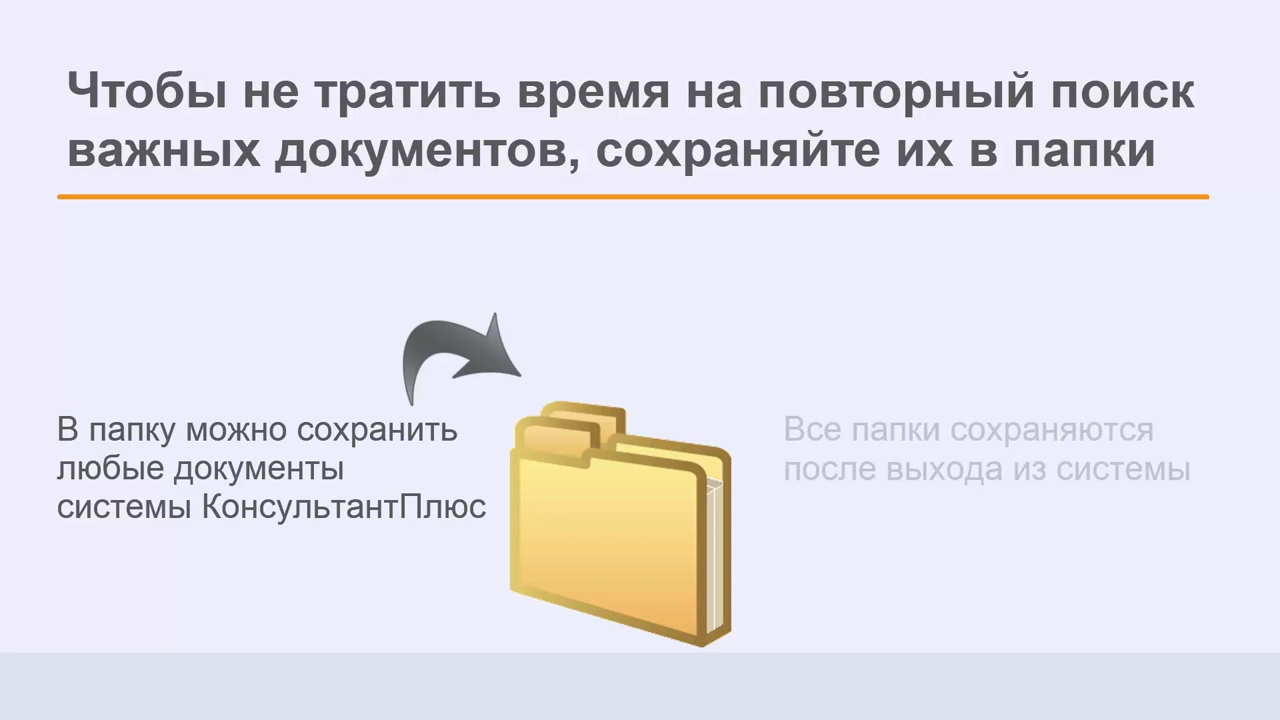 Чтобы не тратить время на повторный поиск
важных документов, сохраняйте их в папки
В папку можно сохранить
любые документы
системы КонсультантПлюс
Все папки сохраняются
после выхода из системы